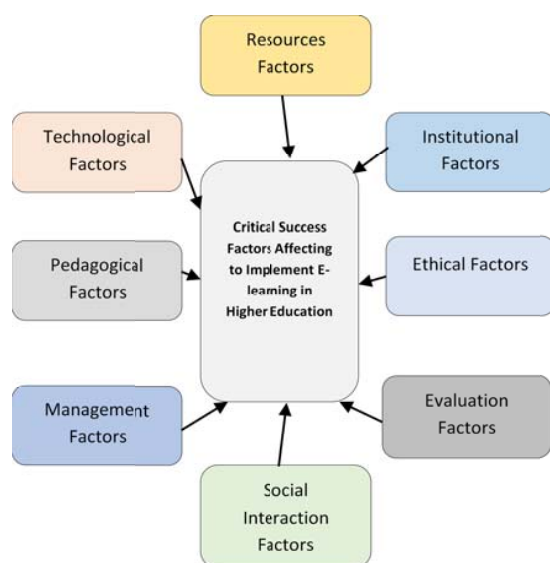 Resources
Factors
Technological
Factors
Institutional
Factors
Critical Success
Factors Affecting
to Implement E-
learning in
Higher Education
Pedagogical
Factors
Ethical Factors
Management
Factors
Evaluation
Factors
Social
Interaction
Factors